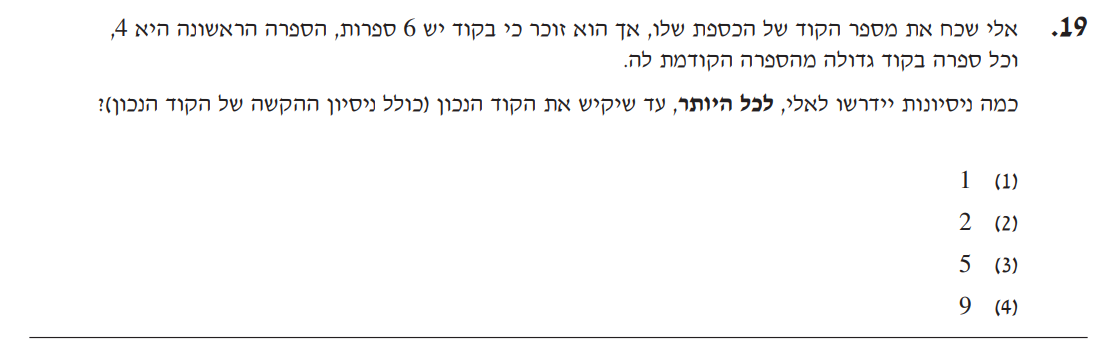 .19 אלי שכח את מספר הקוד של הכספת שלו, אך הוא זוכר כי בקוד יש 6 ספרות, הספרה הראשונה היא 4,
וכל ספרה בקוד גדולה מהספרה הקודמת לה.
כמה ניסיונות יידרשו לאלי, לכל היותר, עד שיקיש את הקוד הנכון (כולל ניסיון ההקשה של הקוד הנכון)?
(1) 1
(2) 2
(3) 5
(4) 9